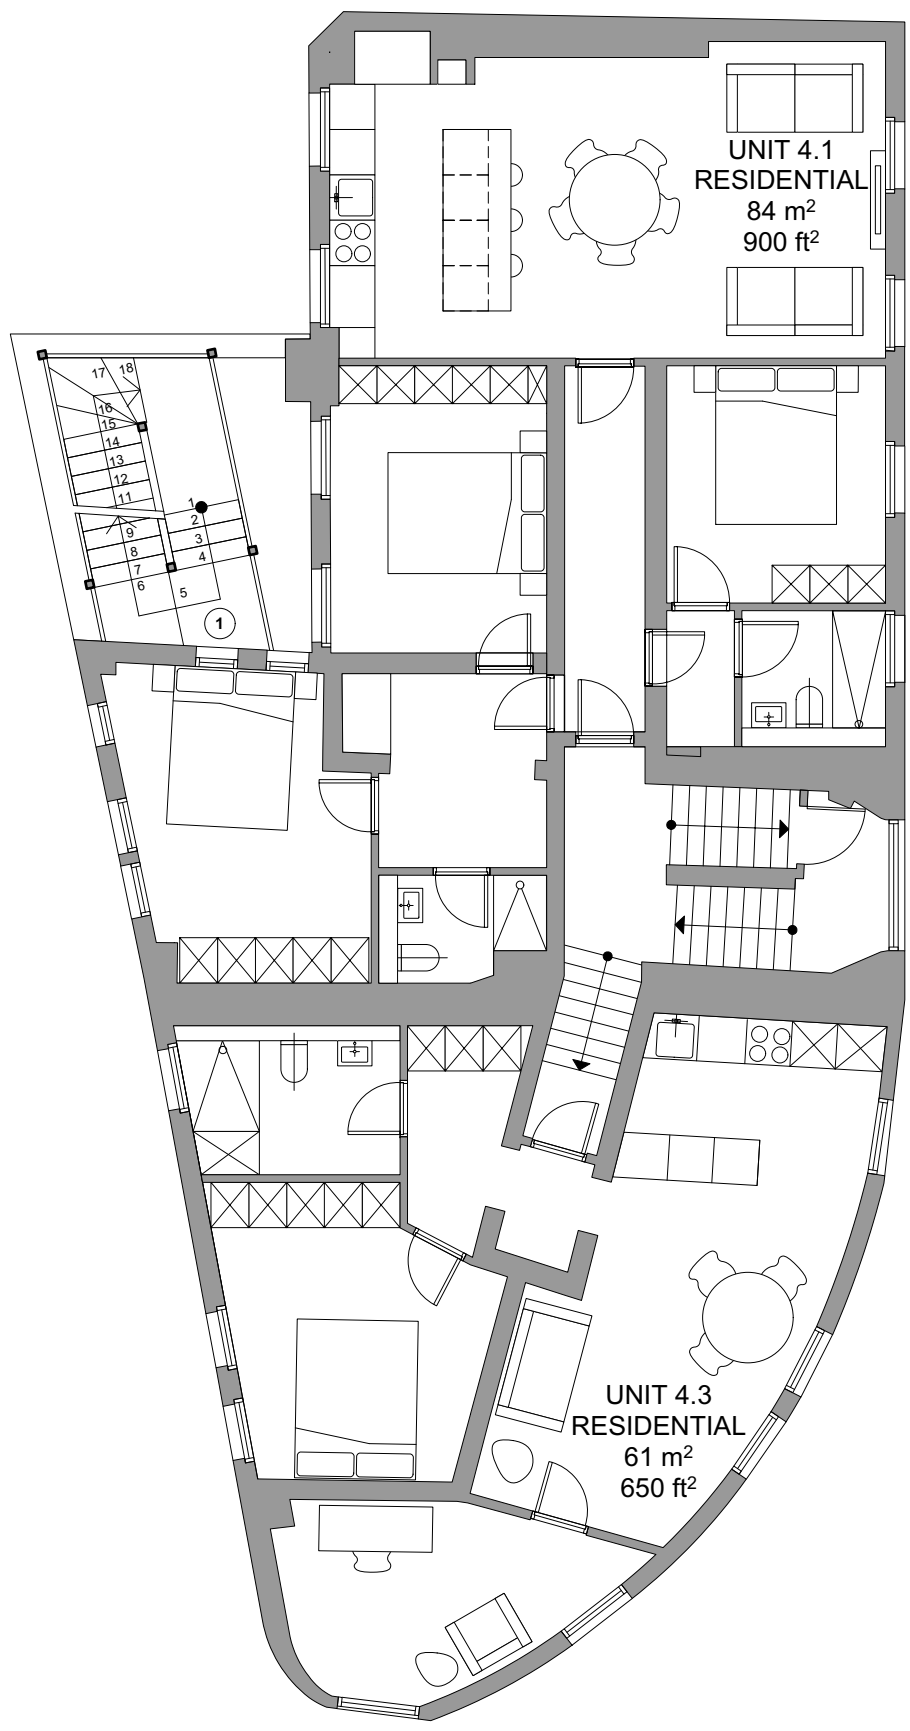 UNIT 4.1
RESIDENTIAL
84 m²
900 ft²
17
18
16
15
14
13
12
11
1
2
3
4
9
8
7
6
5
1
UNIT 4.3
RESIDENTIAL
61 m²
650 ft²